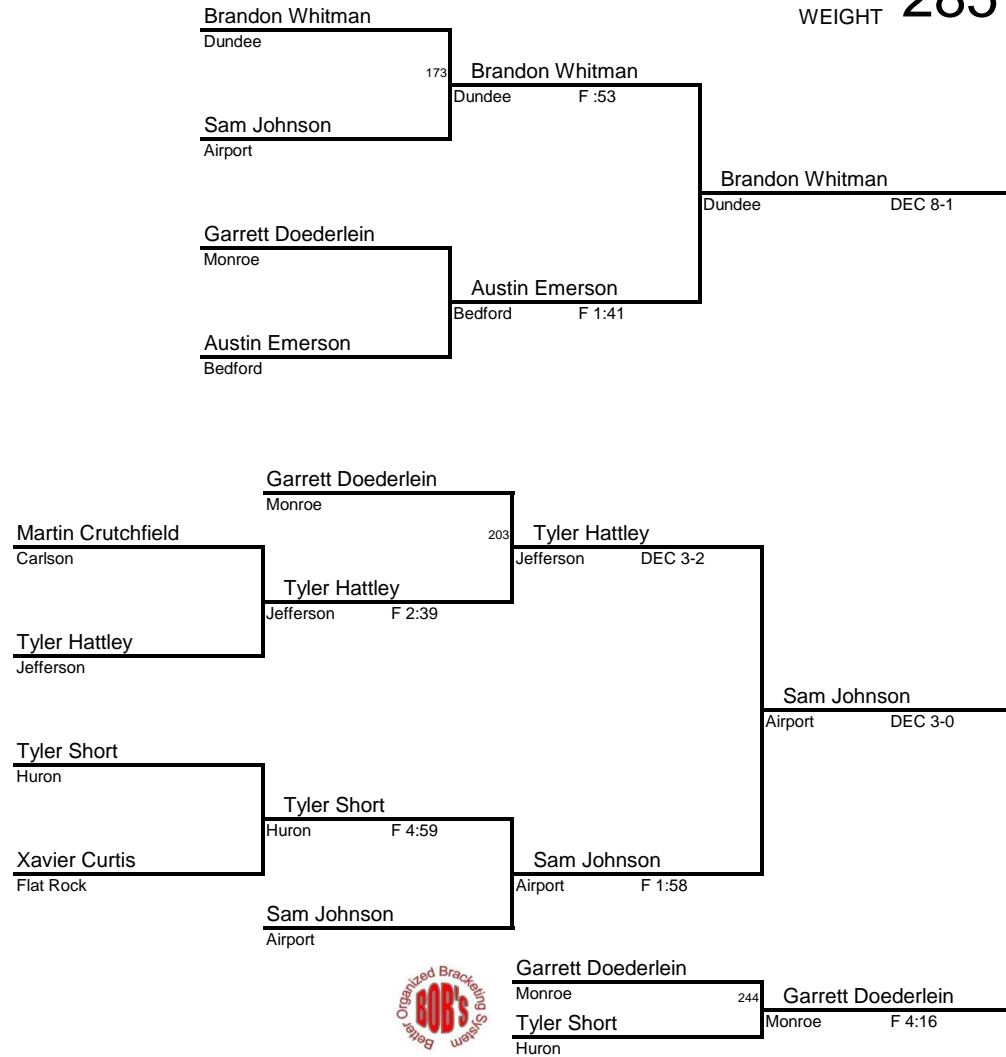 WEIGHT 285
Brandon Whitman
Dundee
173
Brandon Whitman
Dundee F :53
Sam Johnson
Airport
Brandon Whitman
Dundee DEC 8-1
Garrett Doederlein
Monroe
Austin Emerson
Bedford F 1:41
Austin Emerson
Bedford
Garrett Doederlein
Monroe
Martin Crutchfield
Carlson
203
Tyler Hattley
Jefferson DEC 3-2
Tyler Hattley
Jefferson F 2:39
Tyler Hattley
Jefferson
Sam Johnson
Airport DEC 3-0
Tyler Short
Huron
Tyler Short
Huron F 4:59
Xavier Curtis
Flat Rock
Sam Johnson
Airport F 1:58
Sam Johnson
Airport
Better Organized Bracketing System
BOB'S
Garrett Doederlein
Monroe
244
Garrett Doederlein
Monroe F 4:16
Tyler Short
Huron